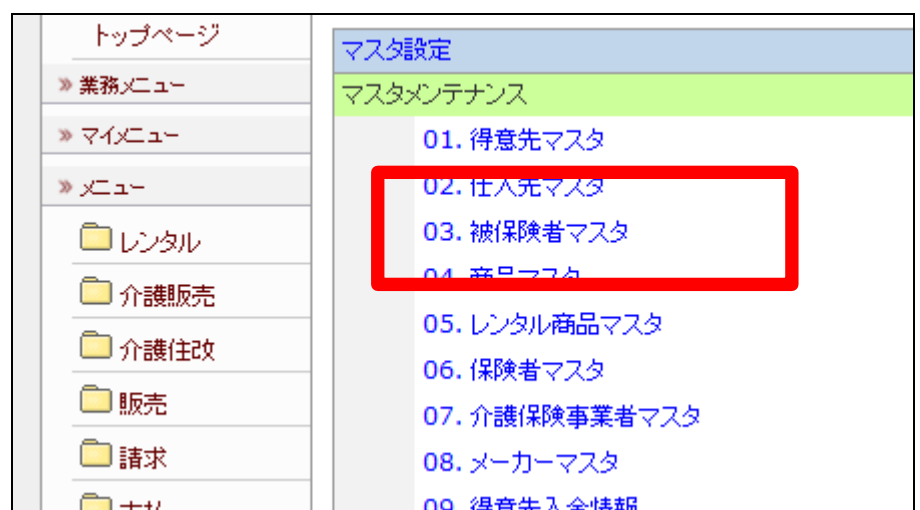 トップページ
» 業務メニュー
» マイメニュー
» メニュー
レンタル
介護販売
介護住改
販売
請求
マスタ設定
マスタメンテナンス
01. 得意先マスタ
02. 仕入先マスタ
03. 被保険者マスタ
04. 商品マスタ
05. レンタル商品マスタ
06. 保険者マスタ
07. 介護保険事業者マスタ
08. メーカーマスタ
09. 得意先入金情報